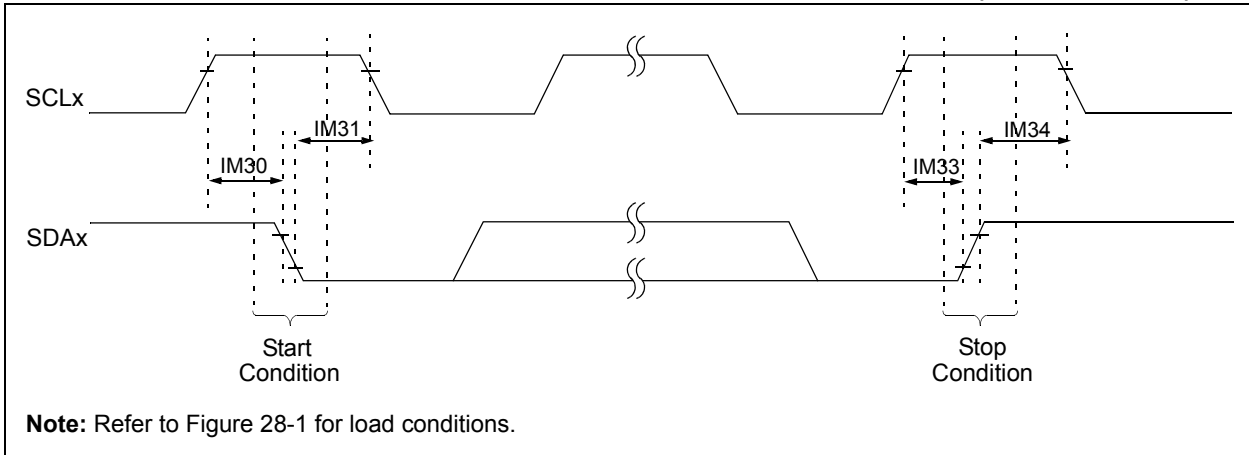 SCLx
IM31
IM34
IM30
IM33
SDAx
Start
Condition
Stop
Condition
Note: Refer to Figure 28-1 for load conditions.